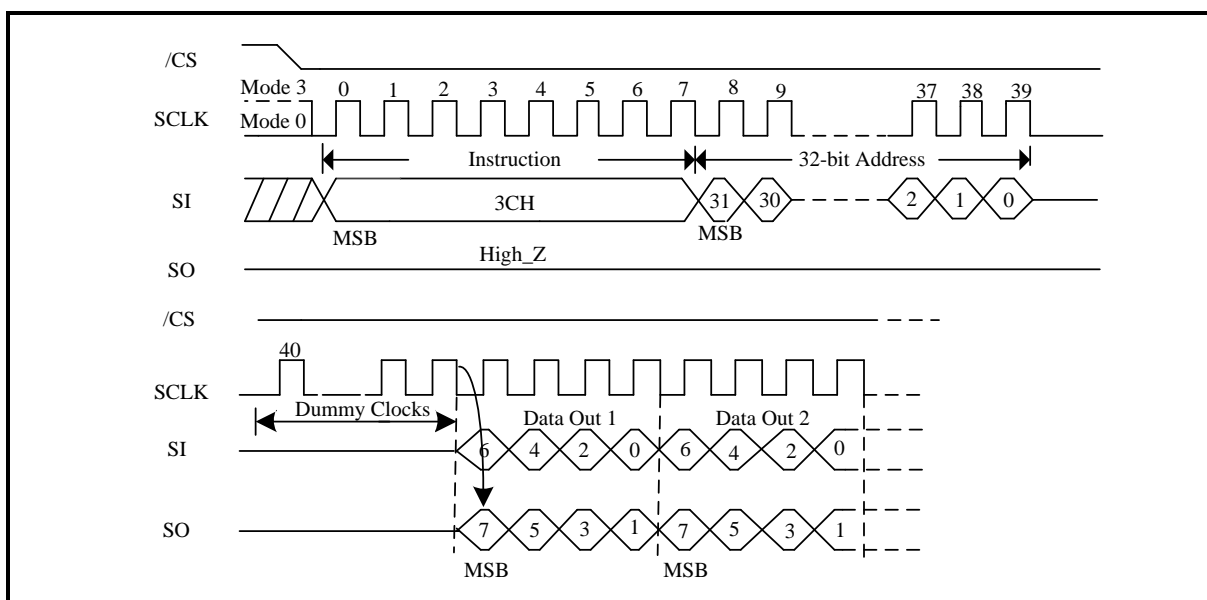 /CS
Mode 3 0 1 2 3 4 5 6 7 8 9 37 38 39
SCLK
Mode 0
Instruction 32-bit Address
SI 3CH 31 30 2 1 0
MSB MSB
High_Z
SO
/CS
40
SCLK
Dummy Clocks Data Out 1 Data Out 2
SI 6 4 2 0 6 4 2 0
SO 7 5 3 1 7 5 3 1
MSB MSB